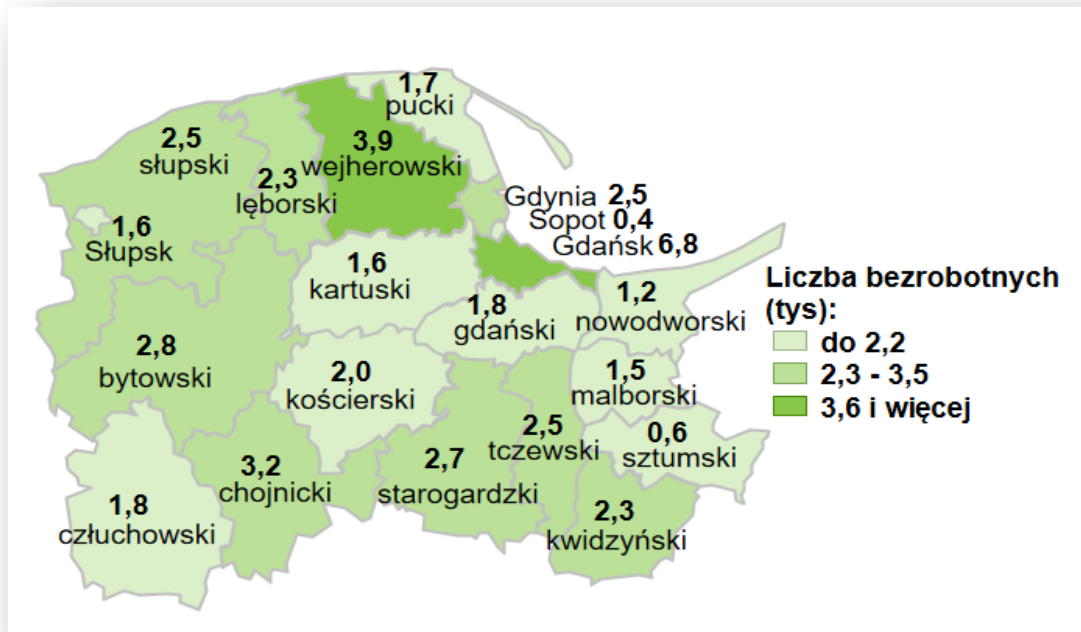 1,7
pucki
2,5
słupski
3,9
wejherowski
2,3
lęborski
Gdynia 2,5
Sopot 0,4
Gdańsk 6,8
1,6
Słupsk
1,6
kartuski
1,8
gdański
1,2
nowodworski
2,8
bytowski
2,0
kościerski
1,5
malborski
2,5
tczewski
0,6
sztumski
3,2
chojnicki
2,7
starogardzki
1,8
człuchowski
2,3
kwidzyński
Liczba bezrobotnych
(tys):
do 2,2
2,3 - 3,5
3,6 i więcej